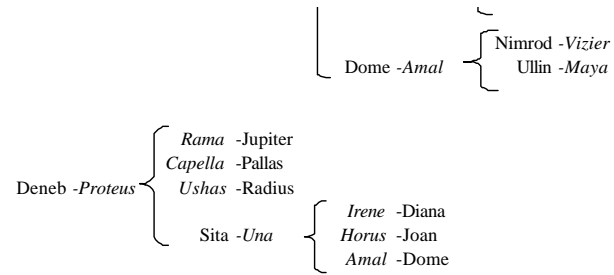 Nimrod -Vizier
Dome -Amal
Ullin -Maya
Rama -Jupiter
Capella -Pallas
Deneb -Proteus
Ushas -Radius
Irene -Diana
Sita -Una
Horus -Joan
Amal -Dome